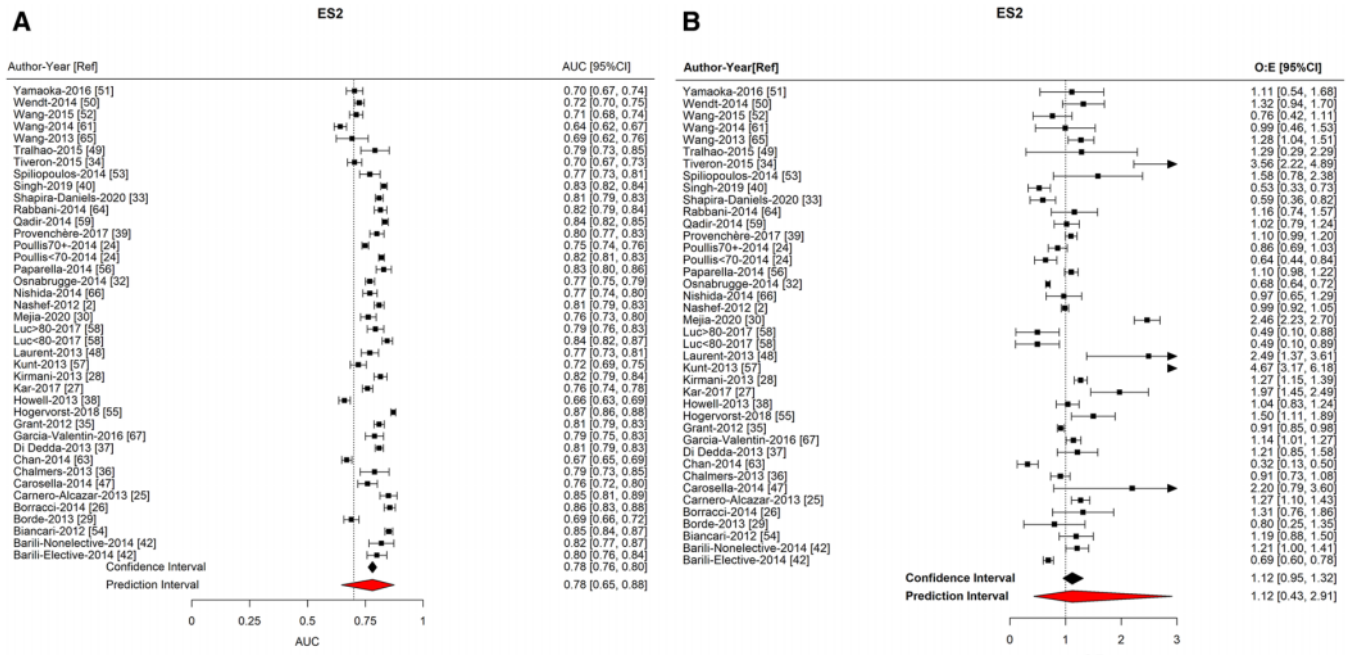 A
ES2
Author-Year [Ref] AUC [95%CI]
Yamaoka-2016 [51] 0.70 [0.67, 0.74]
Wendt-2014 [50] 0.72 [0.70, 0.75]
Wang-2015 [52] 0.71 [0.68, 0.74]
Wang-2014 [61] 0.64 [0.62, 0.67]
Wang-2013 [65] 0.69 [0.62, 0.76]
Tralhao-2015 [49] 0.79 [0.73, 0.85]
Tiveron-2015 [34] 0.70 [0.67, 0.73]
Spiliopoulos-2014 [53] 0.77 [0.73, 0.81]
Singh-2019 [40] 0.83 [0.82, 0.84]
Shapira-Daniels-2020 [33] 0.81 [0.79, 0.83]
Rabbani-2014 [64] 0.82 [0.79, 0.84]
Qadir-2014 [59] 0.84 [0.82, 0.85]
Provenchère-2017 [39] 0.80 [0.77, 0.83]
Poullis70+-2014 [24] 0.75 [0.74, 0.76]
Poullis<70-2014 [24] 0.82 [0.81, 0.83]
Paparella-2014 [56] 0.83 [0.80, 0.86]
Osnabrugge-2014 [32] 0.77 [0.75, 0.79]
Nishida-2014 [66] 0.77 [0.74, 0.80]
Nashef-2012 [2] 0.81 [0.79, 0.83]
Mejia-2020 [30] 0.76 [0.73, 0.80]
Luc>80-2017 [58] 0.79 [0.76, 0.83]
Luc<80-2017 [58] 0.84 [0.82, 0.87]
Laurent-2013 [48] 0.77 [0.73, 0.81]
Kunt-2013 [57] 0.72 [0.69, 0.75]
Kirmani-2013 [28] 0.82 [0.79, 0.84]
Kar-2017 [27] 0.76 [0.74, 0.78]
Howell-2013 [38] 0.66 [0.63, 0.69]
Hogervorst-2018 [55] 0.87 [0.86, 0.88]
Grant-2012 [35] 0.81 [0.79, 0.83]
Garcia-Valentin-2016 [67] 0.79 [0.75, 0.83]
Di Dedda-2013 [37] 0.81 [0.79, 0.83]
Chan-2014 [63] 0.67 [0.65, 0.69]
Chalmers-2013 [36] 0.79 [0.73, 0.85]
Carosella-2014 [47] 0.76 [0.72, 0.80]
Carnero-Alcazar-2013 [25] 0.85 [0.81, 0.89]
Borracci-2014 [26] 0.86 [0.83, 0.88]
Borde-2013 [29] 0.69 [0.66, 0.72]
Biancari-2012 [54] 0.85 [0.84, 0.87]
Barili-Nonelective-2014 [42] 0.82 [0.77, 0.87]
Barili-Elective-2014 [42] 0.80 [0.76, 0.84]
Confidence Interval 0.78 [0.76, 0.80]
Prediction Interval 0.78 [0.65, 0.88]
0 0.25 0.5 0.75 1
AUC
B
ES2
Author-Year[Ref] O:E [95%CI]
Yamaoka-2016 [51] 1.11 [0.54, 1.68]
Wendt-2014 [50] 1.32 [0.94, 1.70]
Wang-2015 [52] 0.76 [0.42, 1.11]
Wang-2014 [61] 0.99 [0.46, 1.53]
Wang-2013 [65] 1.28 [1.04, 1.51]
Tralhao-2015 [49] 1.29 [0.29, 2.29]
Tiveron-2015 [34] 3.56 [2.22, 4.89]
Spiliopoulos-2014 [53] 1.58 [0.78, 2.38]
Singh-2019 [40] 0.53 [0.33, 0.73]
Shapira-Daniels-2020 [33] 0.59 [0.36, 0.82]
Rabbani-2014 [64] 1.16 [0.74, 1.57]
Qadir-2014 [59] 1.02 [0.79, 1.24]
Provenchère-2017 [39] 1.10 [0.99, 1.20]
Poullis70+-2014 [24] 0.86 [0.69, 1.03]
Poullis<70-2014 [24] 0.64 [0.44, 0.84]
Paparella-2014 [56] 1.10 [0.98, 1.22]
Osnabrugge-2014 [32] 0.68 [0.64, 0.72]
Nishida-2014 [66] 0.97 [0.65, 1.29]
Nashef-2012 [2] 0.99 [0.92, 1.05]
Mejia-2020 [30] 2.46 [2.23, 2.70]
Luc>80-2017 [58] 0.49 [0.10, 0.88]
Luc<80-2017 [58] 0.49 [0.10, 0.89]
Laurent-2013 [48] 2.49 [1.37, 3.61]
Kunt-2013 [57] 4.67 [3.17, 6.18]
Kirmani-2013 [28] 1.27 [1.15, 1.39]
Kar-2017 [27] 1.97 [1.45, 2.49]
Howell-2013 [38] 1.04 [0.83, 1.24]
Hogervorst-2018 [55] 1.50 [1.11, 1.89]
Grant-2012 [35] 0.91 [0.85, 0.98]
Garcia-Valentin-2016 [67] 1.14 [1.01, 1.27]
Di Dedda-2013 [37] 1.21 [0.85, 1.58]
Chan-2014 [63] 0.32 [0.13, 0.50]
Chalmers-2013 [36] 0.91 [0.73, 1.08]
Carosella-2014 [47] 2.20 [0.79, 3.60]
Carnero-Alcazar-2013 [25] 1.27 [1.10, 1.43]
Borracci-2014 [26] 1.31 [0.76, 1.86]
Borde-2013 [29] 0.80 [0.25, 1.35]
Biancari-2012 [54] 1.19 [0.88, 1.50]
Barili-Nonelective-2014 [42] 1.21 [1.00, 1.41]
Barili-Elective-2014 [42] 0.69 [0.60, 0.78]
Confidence Interval 1.12 [0.95, 1.32]
Prediction Interval 1.12 [0.43, 2.91]
0 1 2 3